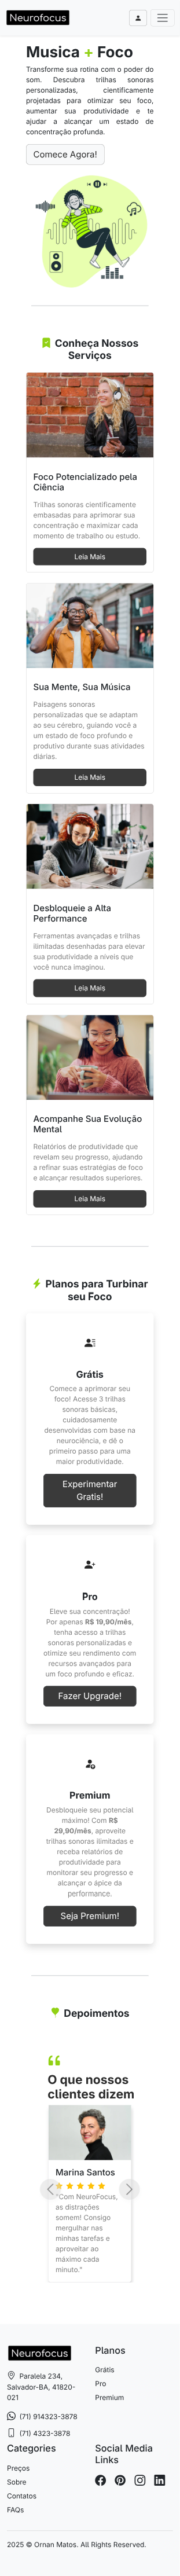 Neurofocus
Musica + Foco
Transforme sua rotina com o poder do
som. Descubra trilhas sonoras
personalizadas, cientificamente
projetadas para otimizar seu foco,
aumentar sua produtividade e te
ajudar a alcançar um estado de
concentração profunda.
Comece Agora!
Conheça Nossos
Serviços
Foco Potencializado pela
Ciência
Trilhas sonoras cientificamente
embasadas para aprimorar sua
concentração e maximizar cada
momento de trabalho ou estudo.
Leia Mais
Sua Mente, Sua Música
Paisagens sonoras
personalizadas que se adaptam
ao seu cérebro, guiando você a
um estado de foco profundo e
produtivo durante suas atividades
diárias.
Leia Mais
Desbloqueie a Alta
Performance
Ferramentas avançadas e trilhas
ilimitadas desenhadas para elevar
sua produtividade a níveis que
você nunca imaginou.
Leia Mais
Acompanhe Sua Evolução
Mental
Relatórios de produtividade que
revelam seu progresso, ajudando
a refinar suas estratégias de foco
e alcançar resultados superiores.
Leia Mais
Planos para Turbinar
seu Foco
Grátis
Comece a aprimorar seu
foco! Acesse 3 trilhas
sonoras básicas,
cuidadosamente
desenvolvidas com base na
neurociência, e dê o
primeiro passo para uma
maior produtividade.
Experimentar
Gratis!
Pro
Eleve sua concentração!
Por apenas R$ 19,90/mês,
tenha acesso a trilhas
sonoras personalizadas e
otimize seu rendimento com
recursos avançados para
um foco profundo e eficaz.
Fazer Upgrade!
Premium
Desbloqueie seu potencial
máximo! Com R$
29,90/mês, aproveite
trilhas sonoras ilimitadas e
receba relatórios de
produtividade para
monitorar seu progresso e
alcançar o ápice da
performance.
Seja Premium!
Depoimentos
O que nossos
clientes dizem
Marina Santos
"Com NeuroFocus,
as distrações
somem! Consigo
mergulhar nas
minhas tarefas e
aproveitar ao
máximo cada
minuto."
Neurofocus
Paralela 234,
Salvador-BA, 41820-
021
(71) 914323-3878
(71) 4323-3878
Planos
Grátis
Pro
Premium
Categories
Preços
Sobre
Contatos
FAQs
Social Media
Links
2025 © Ornan Matos. All Rights Reserved.